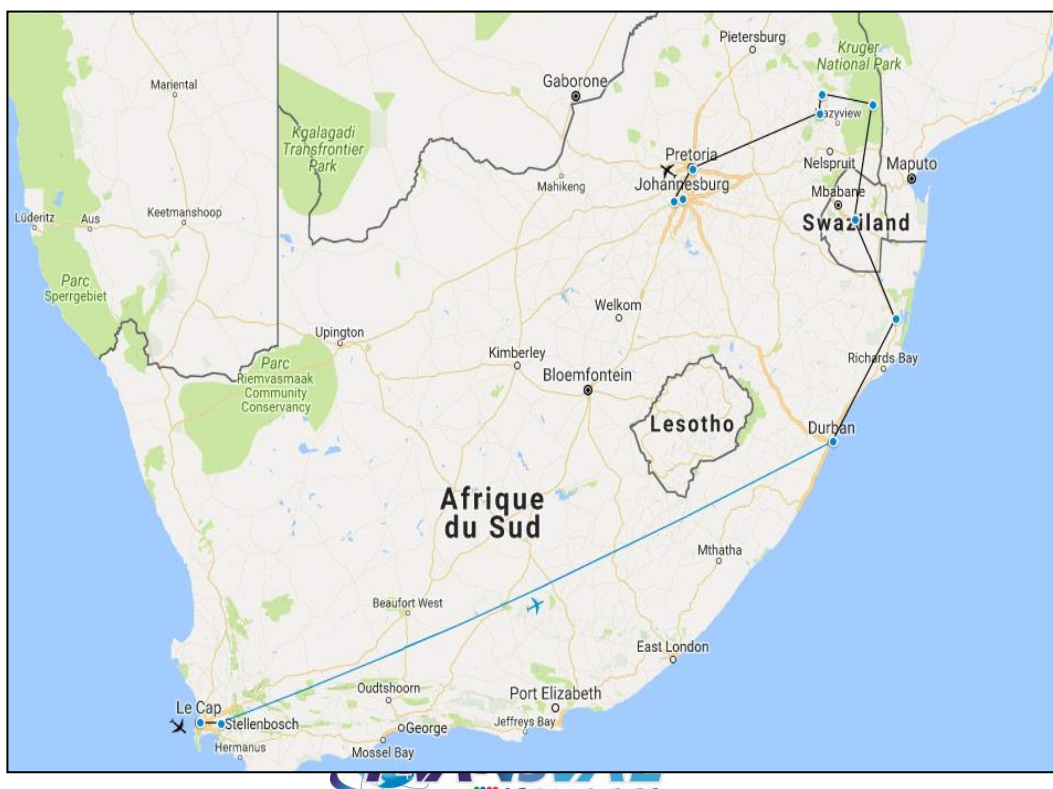 Pietersburg
Kruger
National Park
Mariental
Gaborone
Kgalagadi
Transfrontier
Park
Pretoria
Nelspruit
Maputo
Mahikeng
Johannesburg
Mbabane
Lüderitz
Aus
Keetmanshoop
Swaziland
Parc
Sperrgebiet
Welkom
Upington
Kimberley
Richards Bay
Parc
Riemvasmaak
Community
Conservancy
Bloemfontein
Lesotho
Durban
Afrique
du Sud
Mthatha
Beaufort West
East London
Oudtshoorn
Port Elizabeth
Le Cap
Stellenbosch
George
Jeffreys Bay
Hermanus
Mossel Bay